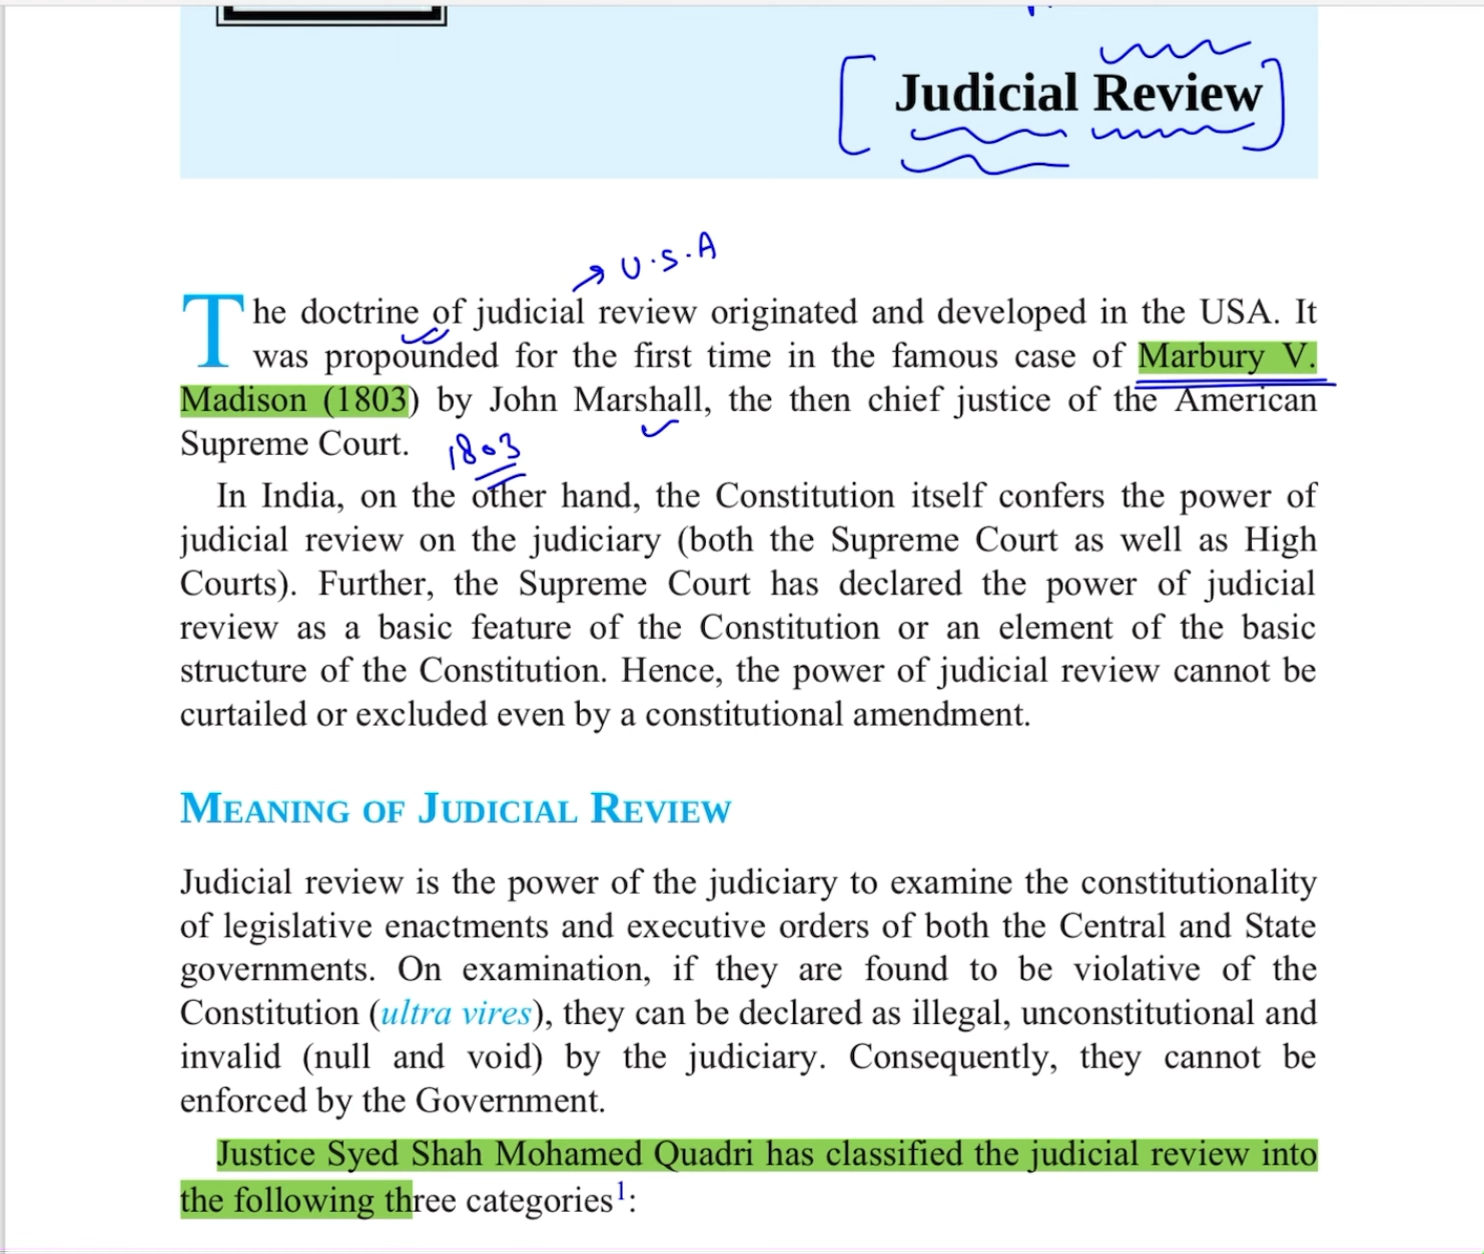 Judicial Review
U.S.A
The doctrine of judicial review originated and developed in the USA. It
was propounded for the first time in the famous case of Marbury V.
Madison (1803) by John Marshall, the then chief justice of the American
Supreme Court.
1803
In India, on the other hand, the Constitution itself confers the power of
judicial review on the judiciary (both the Supreme Court as well as High
Courts). Further, the Supreme Court has declared the power of judicial
review as a basic feature of the Constitution or an element of the basic
structure of the Constitution. Hence, the power of judicial review cannot be
curtailed or excluded even by a constitutional amendment.
MEANING OF JUDICIAL REVIEW
Judicial review is the power of the judiciary to examine the constitutionality
of legislative enactments and executive orders of both the Central and State
governments. On examination, if they are found to be violative of the
Constitution (ultra vires), they can be declared as illegal, unconstitutional and
invalid (null and void) by the judiciary. Consequently, they cannot be
enforced by the Government.
Justice Syed Shah Mohamed Quadri has classified the judicial review into
the following three categories1: